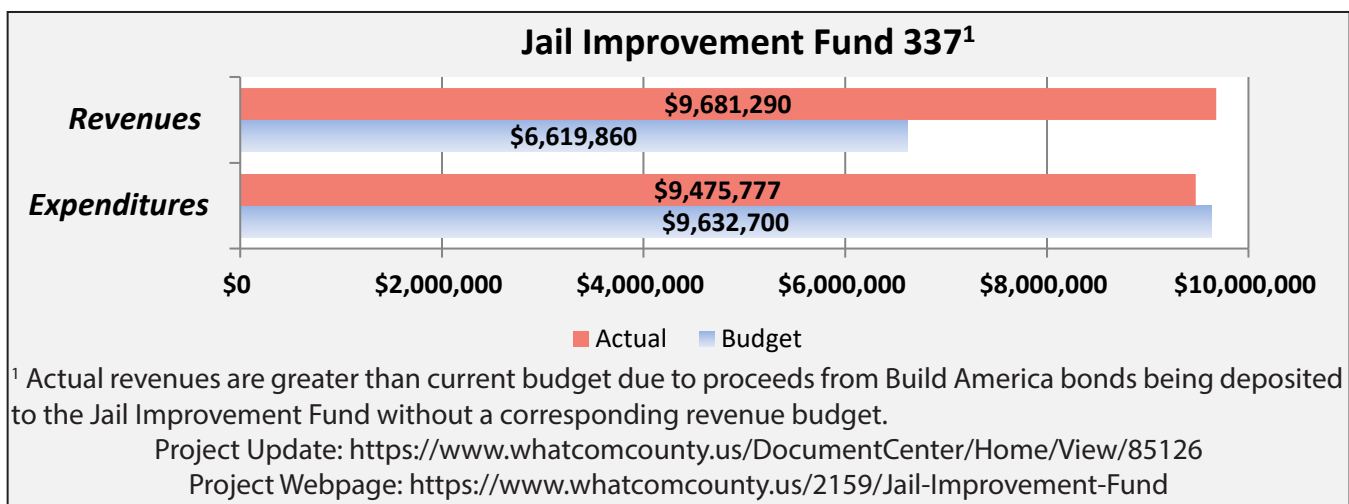 Jail Improvement Fund 337¹
Revenues
$9,681,290
$6,619,860
Expenditures
$9,475,777
$9,632,700
$0 $2,000,000 $4,000,000 $6,000,000 $8,000,000 $10,000,000
Actual Budget
¹ Actual revenues are greater than current budget due to proceeds from Build America bonds being deposited
to the Jail Improvement Fund without a corresponding revenue budget.
Project Update: https://www.whatcomcounty.us/DocumentCenter/Home/View/85126
Project Webpage: https://www.whatcomcounty.us/2159/Jail-Improvement-Fund